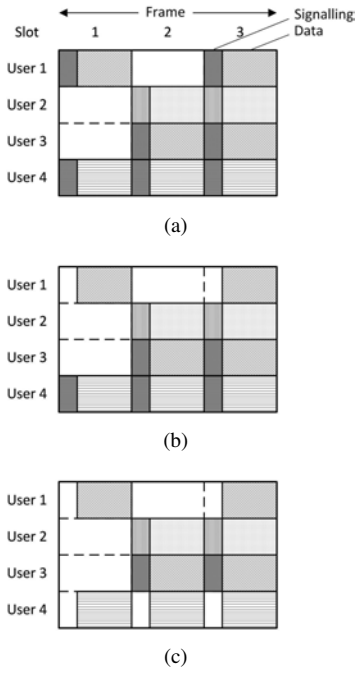 Frame
Signalling
Slot 1 2 3 Data
User 1
User 2
User 3
User 4
(a)
User 1
User 2
User 3
User 4
(b)
User 1
User 2
User 3
User 4
(c)